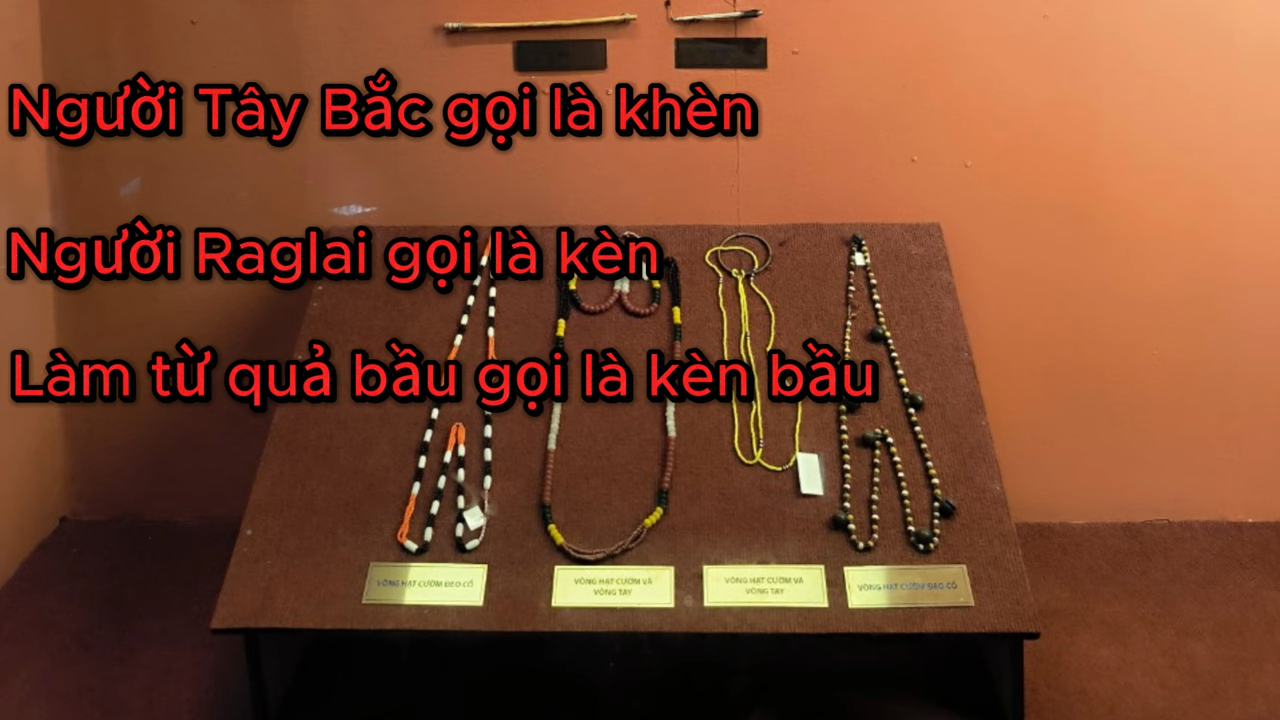 Người Tây Bắc gọi là khèn
Người Raglai gọi là kèn
Làm từ quả bầu gọi là kèn bầu
VÒNG HẠT CƯỜM ĐEO CỔ
VÒNG HẠT CƯỜM VÀ
VÒNG TAY
VÒNG HẠT CƯỜM VÀ
VÒNG TAY
VÒNG HẠT CƯỜM ĐEO CỔ